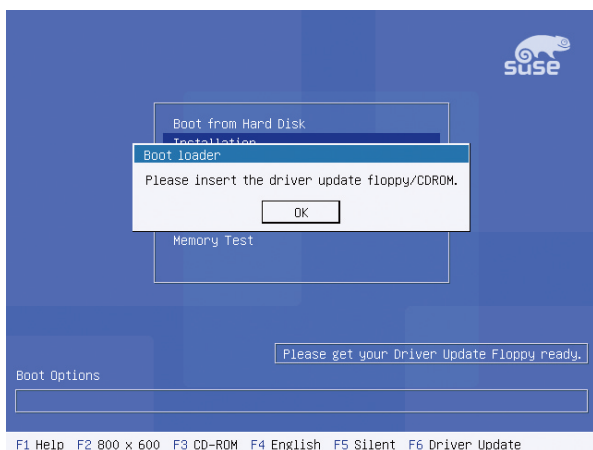 SUSE
Boot from Hard Disk
Installation
Boot loader
Please insert the driver update floppy/CDROM.
OK
Memory Test
Please get your Driver Update Floppy ready.
Boot Options
F1 Help F2 800 x 600 F3 CD-ROM F4 English F5 Silent F6 Driver Update